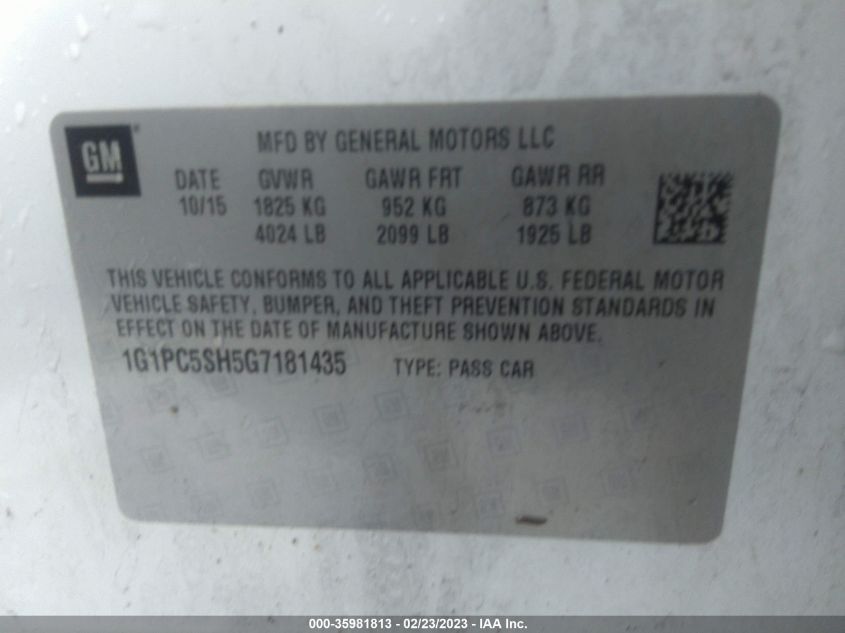 GM
MFD BY GENERAL MOTORS LLC
DATE GVWR GAWR FRT GAWR RR
10/15 1825 KG 952 KG 873 KG
4024 LB 2099 LB 1925 LB
THIS VEHICLE CONFORMS TO ALL APPLICABLE U.S. FEDERAL MOTOR
VEHICLE SAFETY, BUMPER, AND THEFT PREVENTION STANDARDS IN
EFFECT ON THE DATE OF MANUFACTURE SHOWN ABOVE.
1G1PC5SH5G7181435 TYPE: PASS CAR
000-35981813 - 02/23/2023 - IAA Inc.